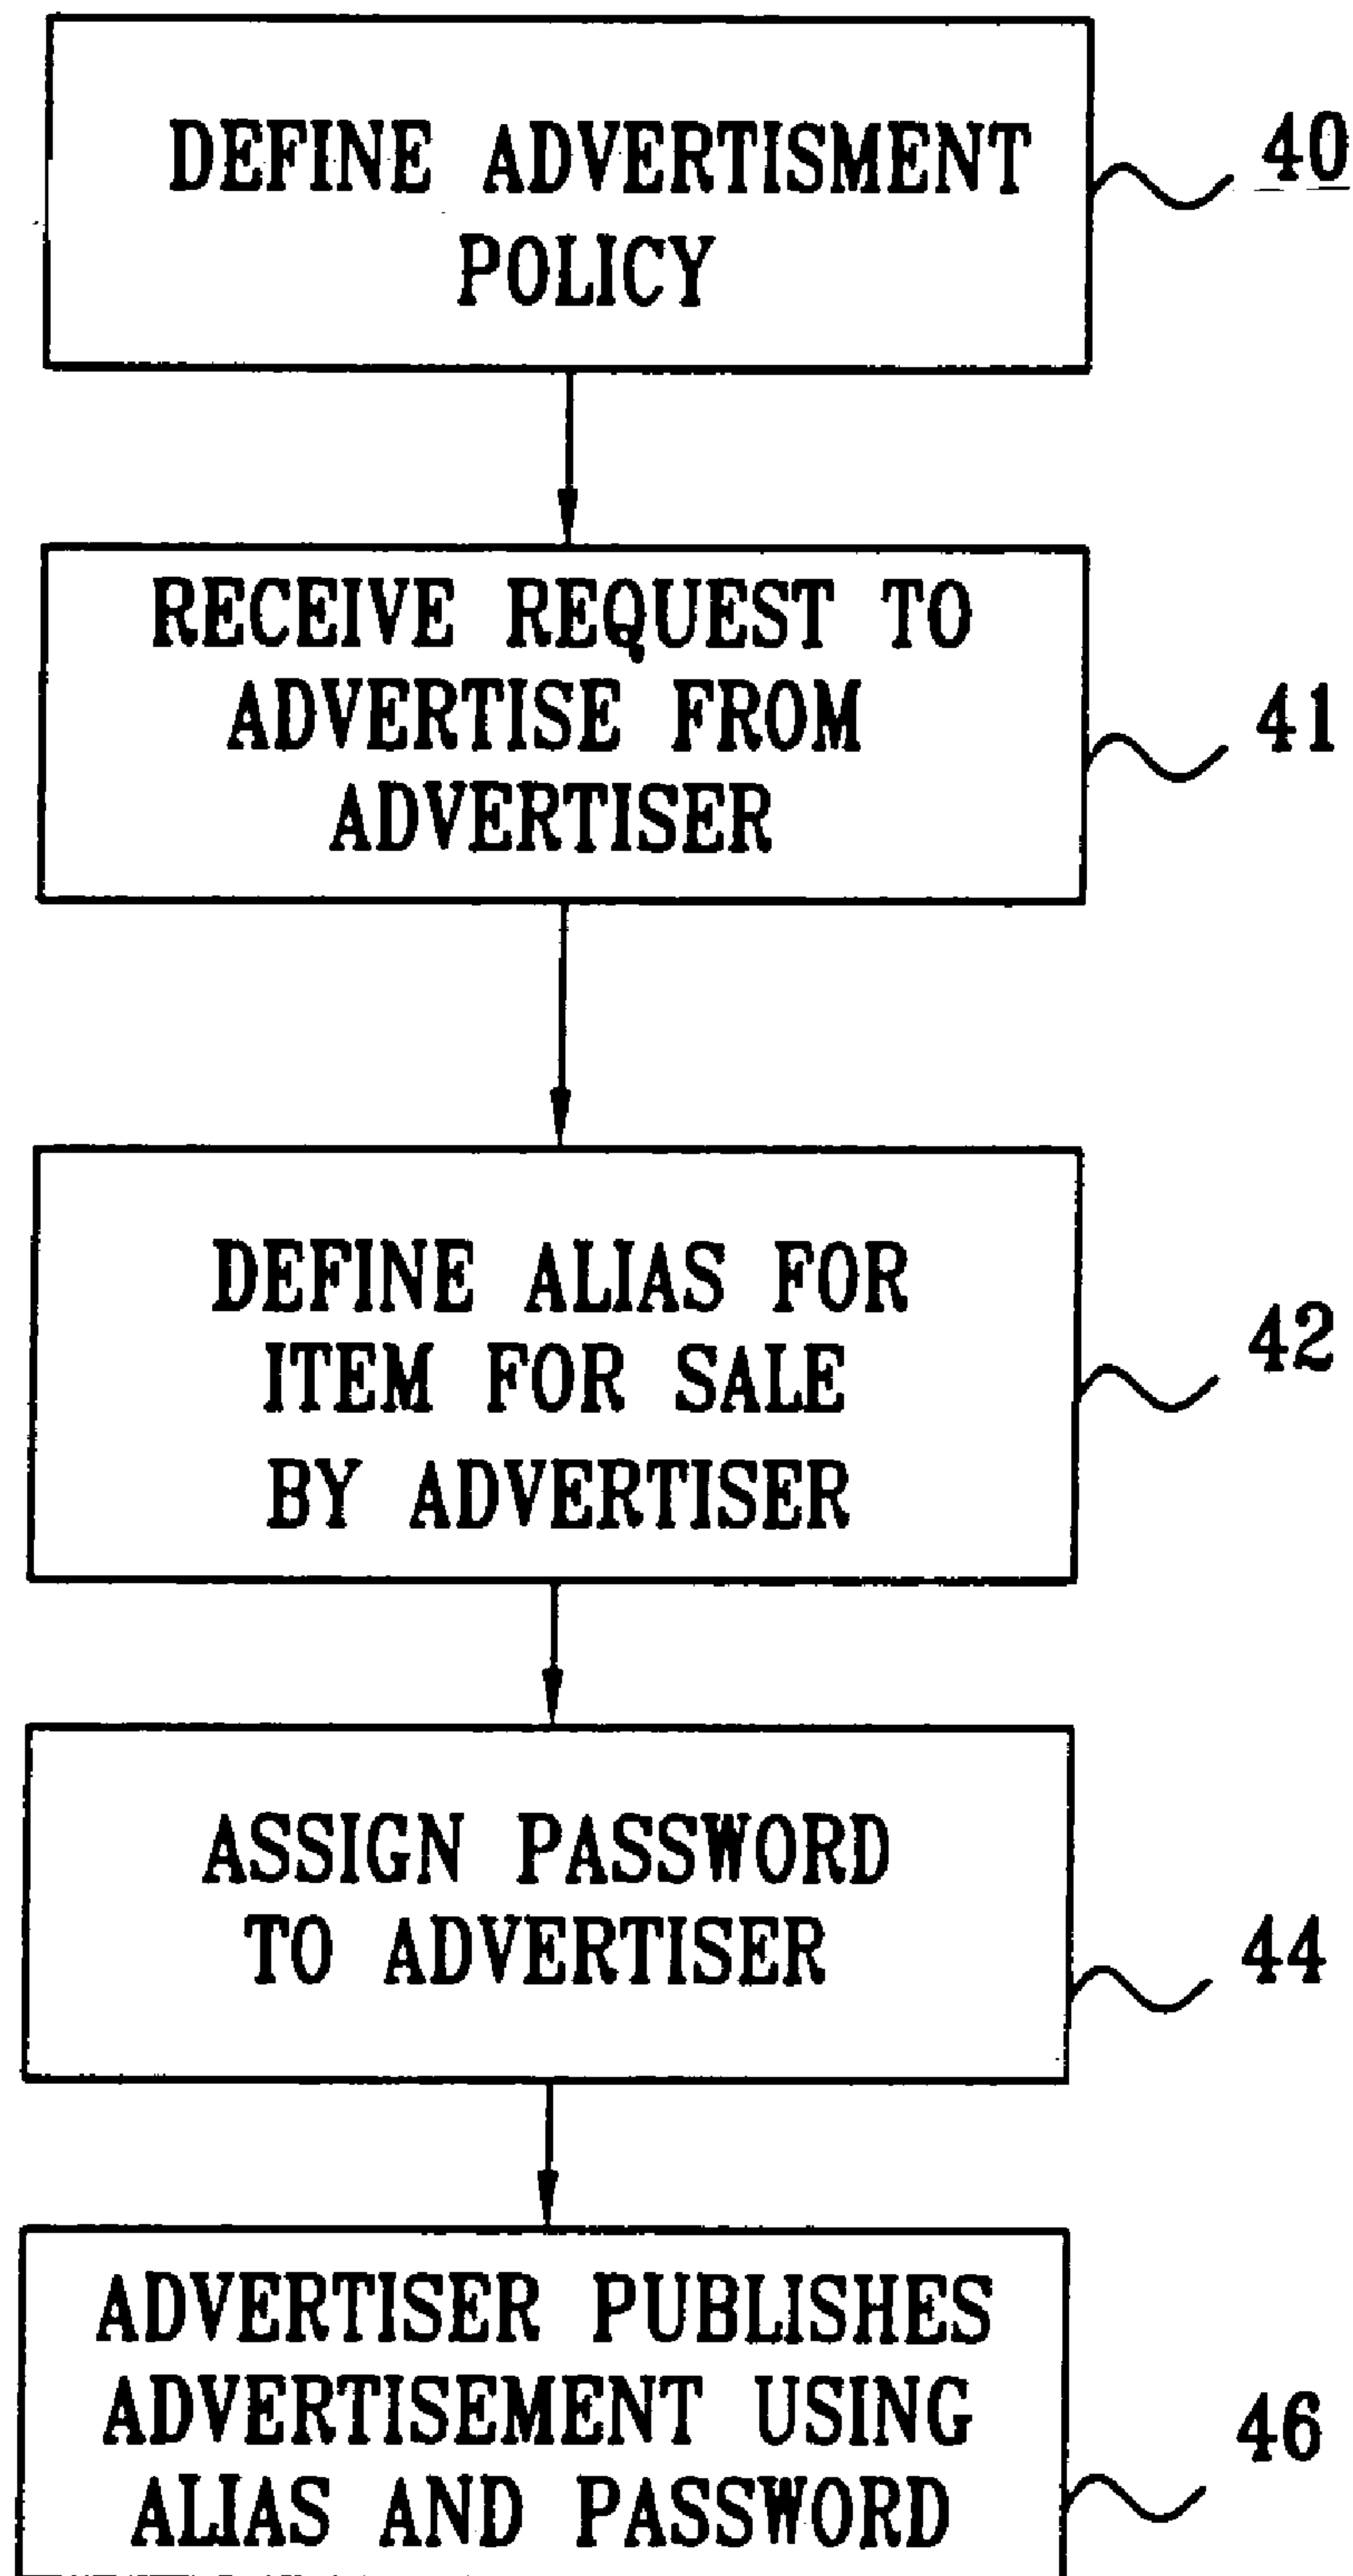 DEFINE ADVERTISMENT
POLICY
40
RECEIVE REQUEST TO
ADVERTISE FROM
ADVERTISER
41
DEFINE ALIAS FOR
ITEM FOR SALE
BY ADVERTISER
42
ASSIGN PASSWORD
TO ADVERTISER
44
ADVERTISER PUBLISHES
ADVERTISEMENT USING
ALIAS AND PASSWORD
46